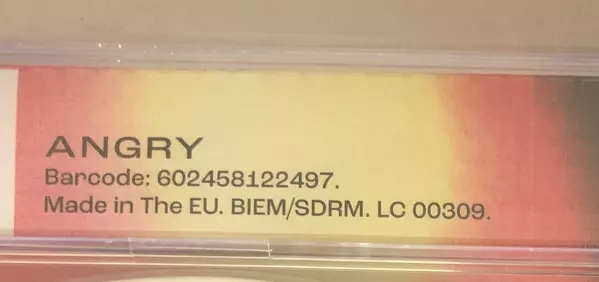 ANGRY
Barcode: 602458122497.
Made in The EU. BIEM/SDRM. LC 00309.